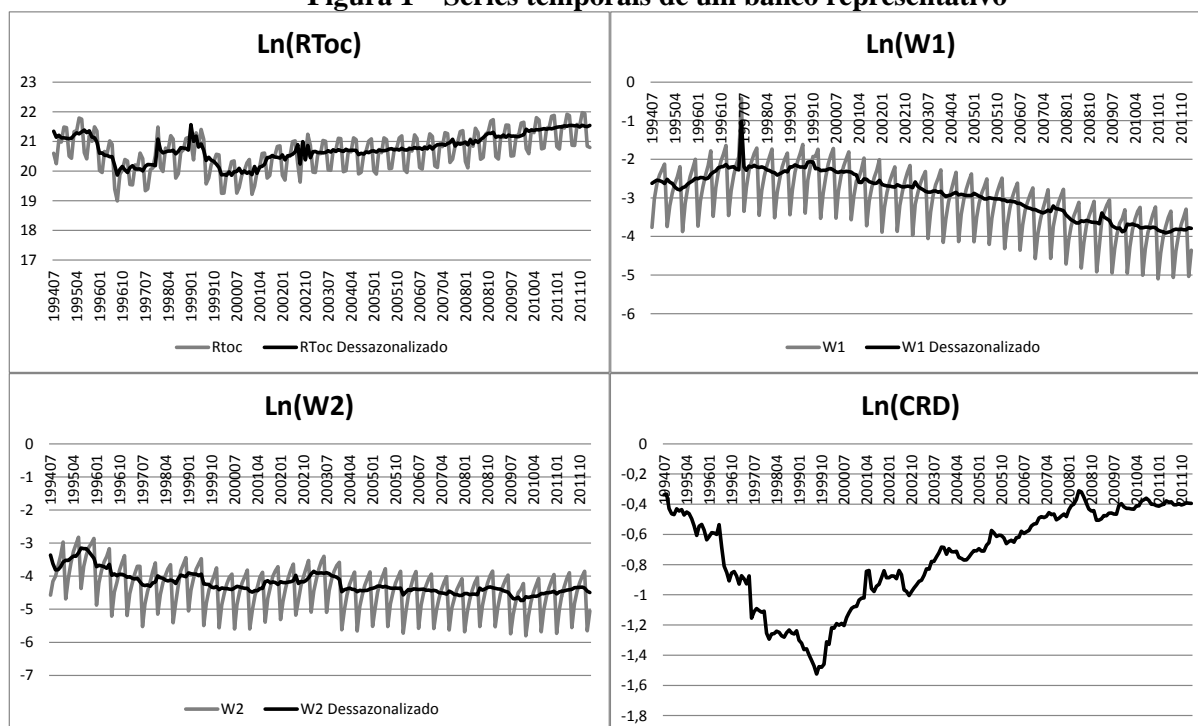 Figura 1 – Séries temporais de um banco representativo
Ln(RToc)
23
22
21
20
19
18
17
199407 199504 199601 199610 199707 199804 199901 199910 200007 200104 200201 200210 200307 200404 200501 200510 200607 200704 200801 200810 200907 201004 201101 201110
Rtoc RToc Dessazonalizado
Ln(W1)
0
-1
-2
-3
-4
-5
-6
199407 199504 199601 199610 199707 199804 199901 199910 200007 200104 200201 200210 200307 200404 200501 200510 200607 200704 200801 200810 200907 201004 201101 201110
W1 W1 Dessazonalizado
Ln(W2)
0
-1
-2
-3
-4
-5
-6
-7
199407 199504 199601 199610 199707 199804 199901 199910 200007 200104 200201 200210 200307 200404 200501 200510 200607 200704 200801 200810 200907 201004 201101 201110
W2 W2 Dessazonalizado
Ln(CRD)
0
-0,2
-0,4
-0,6
-0,8
-1
-1,2
-1,4
-1,6
-1,8
199407 199504 199601 199610 199707 199804 199901 199910 200007 200104 200201 200210 200307 200404 200501 200510 200607 200704 200801 200810 200907 201004 201101 201110